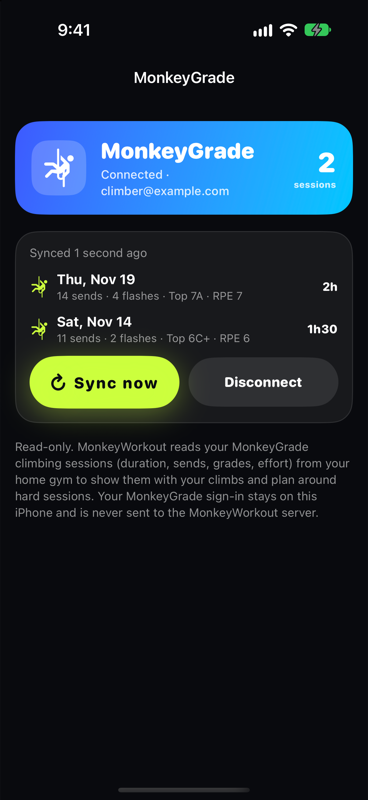 9:41
MonkeyGrade
MonkeyGrade
Connected ·
climber@example.com
2
sessions
Synced 1 second ago
Thu, Nov 19
14 sends · 4 flashes · Top 7A · RPE 7
2h
Sat, Nov 14
11 sends · 2 flashes · Top 6C+ · RPE 6
1h30
Sync now
Disconnect
Read-only. MonkeyWorkout reads your MonkeyGrade
climbing sessions (duration, sends, grades, effort) from your
home gym to show them with your climbs and plan around
hard sessions. Your MonkeyGrade sign-in stays on this
iPhone and is never sent to the MonkeyWorkout server.